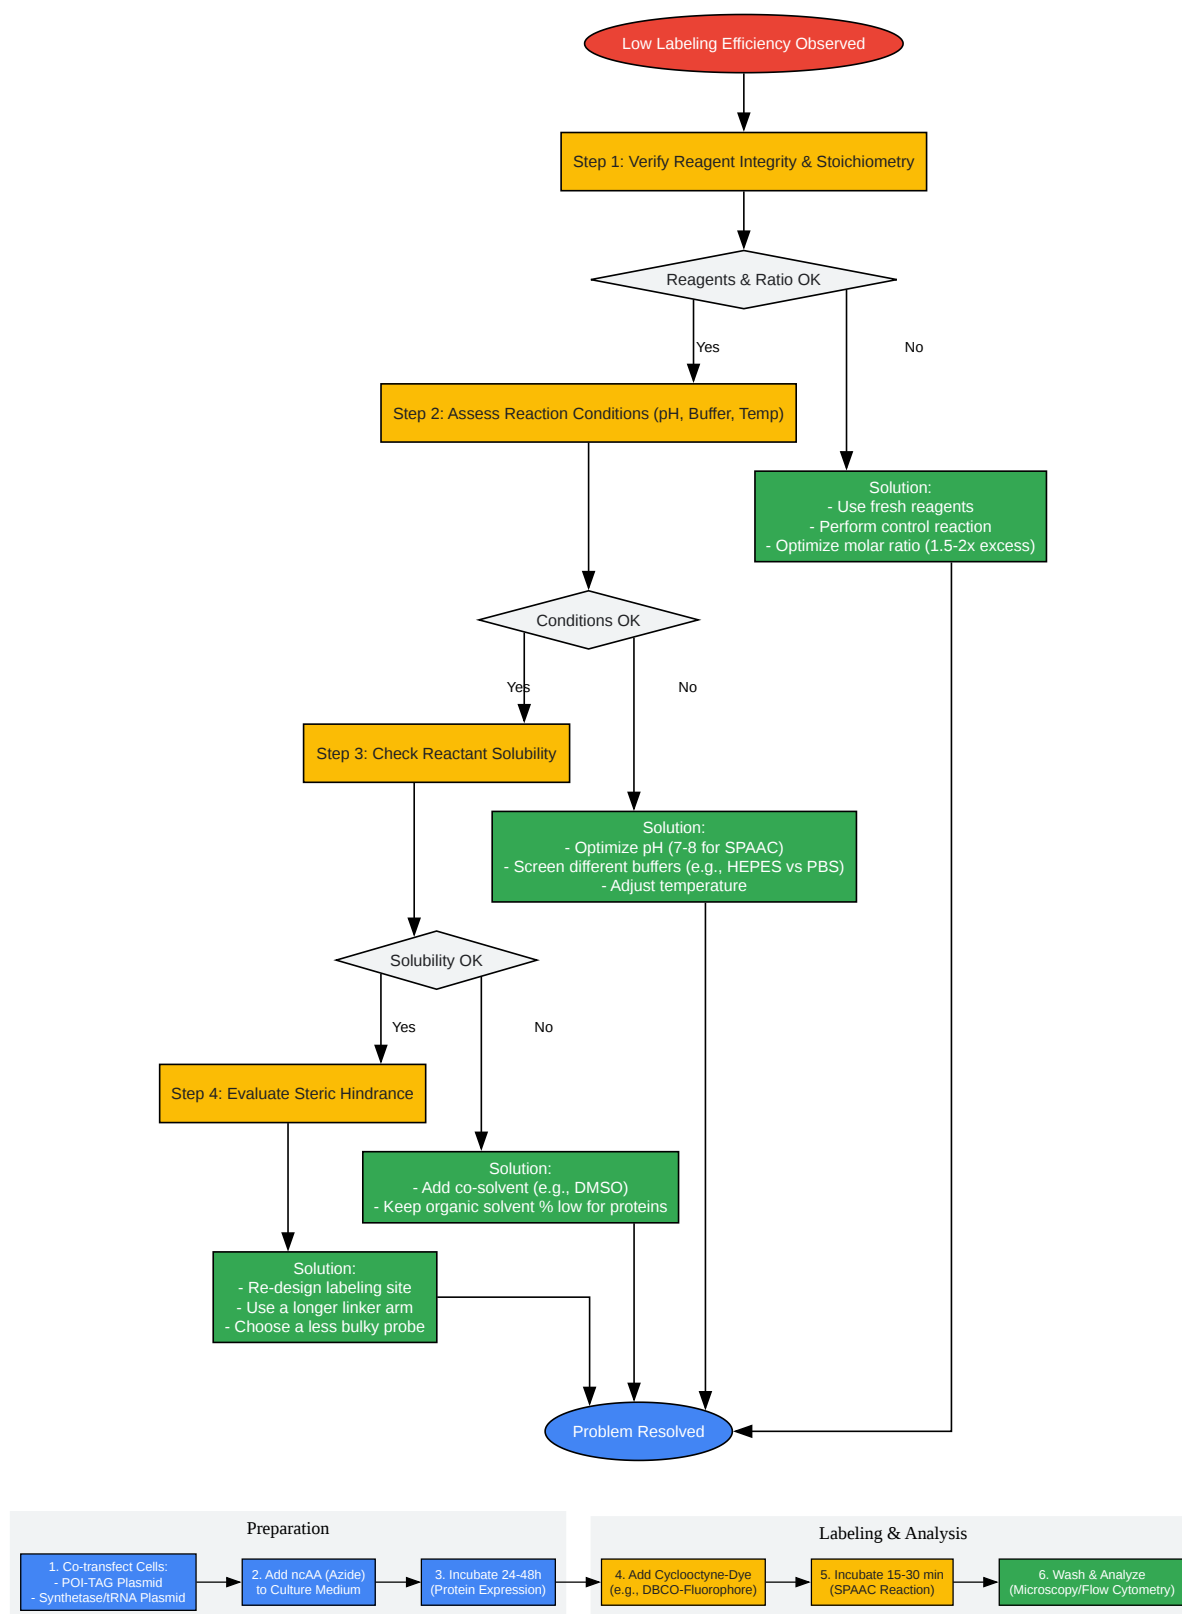 Low Labeling Efficiency Observed
Step 1: Verify Reagent Integrity & Stoichiometry
Reagents & Ratio OK
Yes
No
Step 2: Assess Reaction Conditions (pH, Buffer, Temp)
Solution:
- Use fresh reagents
- Perform control reaction
- Optimize molar ratio (1.5-2x excess)
Conditions OK
Yes
No
Step 3: Check Reactant Solubility
Solution:
- Optimize pH (7-8 for SPAAC)
- Screen different buffers (e.g., HEPES vs PBS)
- Adjust temperature
Solubility OK
Yes
No
Step 4: Evaluate Steric Hindrance
Solution:
- Add co-solvent (e.g., DMSO)
- Keep organic solvent % low for proteins
Solution:
- Re-design labeling site
- Use a longer linker arm
- Choose a less bulky probe
Problem Resolved
Preparation
1. Co-transfect Cells:
- POI-TAG Plasmid
- Synthetase/tRNA Plasmid
2. Add ncAA (Azide)
to Culture Medium
3. Incubate 24-48h
(Protein Expression)
Labeling & Analysis
4. Add Cyclooctyne-Dye
(e.g., DBCO-Fluorophore)
5. Incubate 15-30 min
(SPAAC Reaction)
6. Wash & Analyze
(Microscopy/Flow Cytometry)